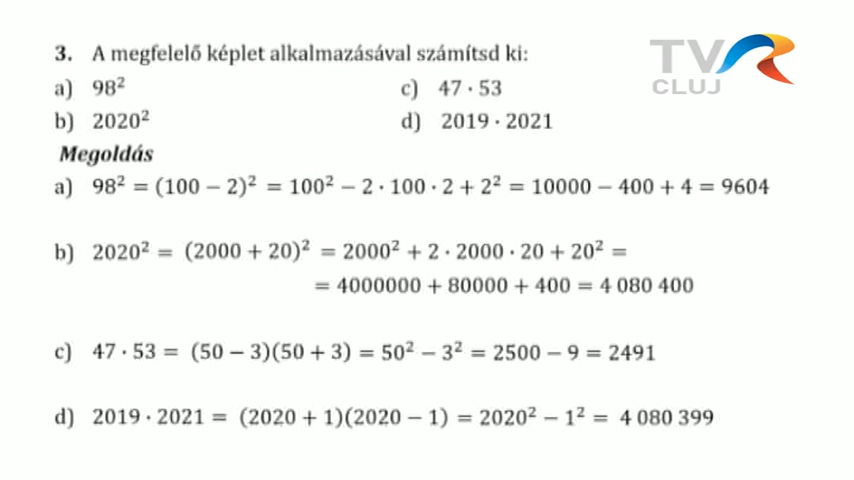 3. A megfelelő képlet alkalmazásával számítsd ki:
TVR
CLUJ
a) 98² c) 47 · 53
b) 2020² d) 2019 · 2021
Megoldás
a) 98² = (100 − 2)² = 100² − 2 · 100 · 2 + 2² = 10000 − 400 + 4 = 9604
b) 2020² = (2000 + 20)² = 2000² + 2 · 2000 · 20 + 20² =
= 4000000 + 80000 + 400 = 4 080 400
c) 47 · 53 = (50 − 3)(50 + 3) = 50² − 3² = 2500 − 9 = 2491
d) 2019 · 2021 = (2020 + 1)(2020 − 1) = 2020² − 1² = 4 080 399